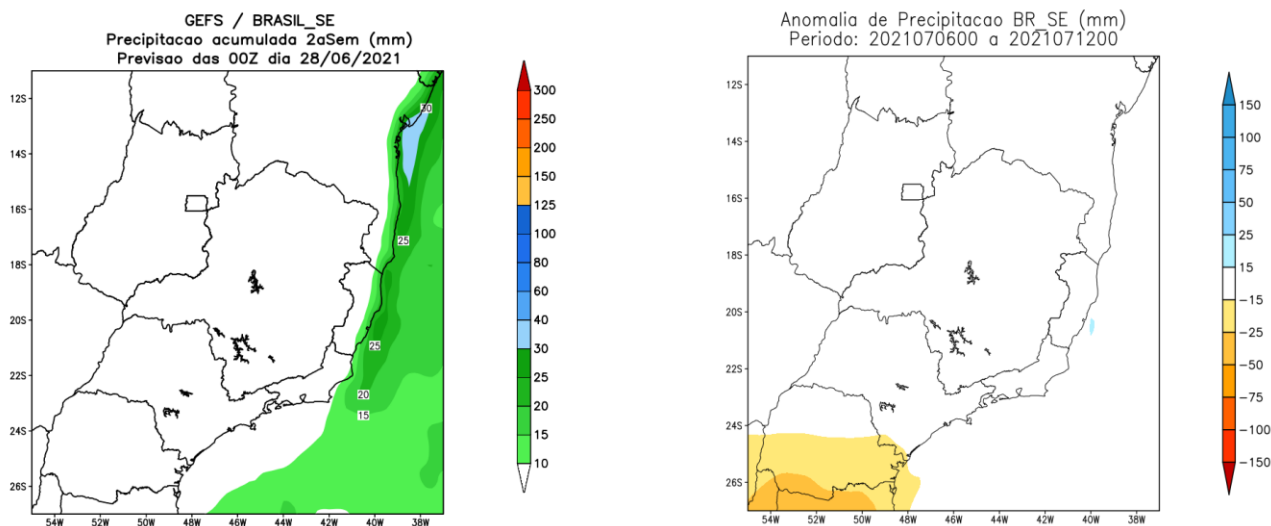 GEFS / BRASIL_SE
Precipitacao acumulada 2aSem (mm)
Previsao das 00Z dia 28/06/2021
12S
14S
16S
18S
20S
22S
24S
26S
54W 52W 50W 48W 46W 44W 42W 40W 38W
30
25
25
20
15
300
250
200
150
125
100
80
60
40
30
25
20
15
10
Anomalia de Precipitacao BR_SE (mm)
Periodo: 2021070600 a 2021071200
12S
14S
16S
18S
20S
22S
24S
26S
54W 52W 50W 48W 46W 44W 42W 40W 38W
150
100
75
50
25
15
-15
-25
-50
-75
-100
-150